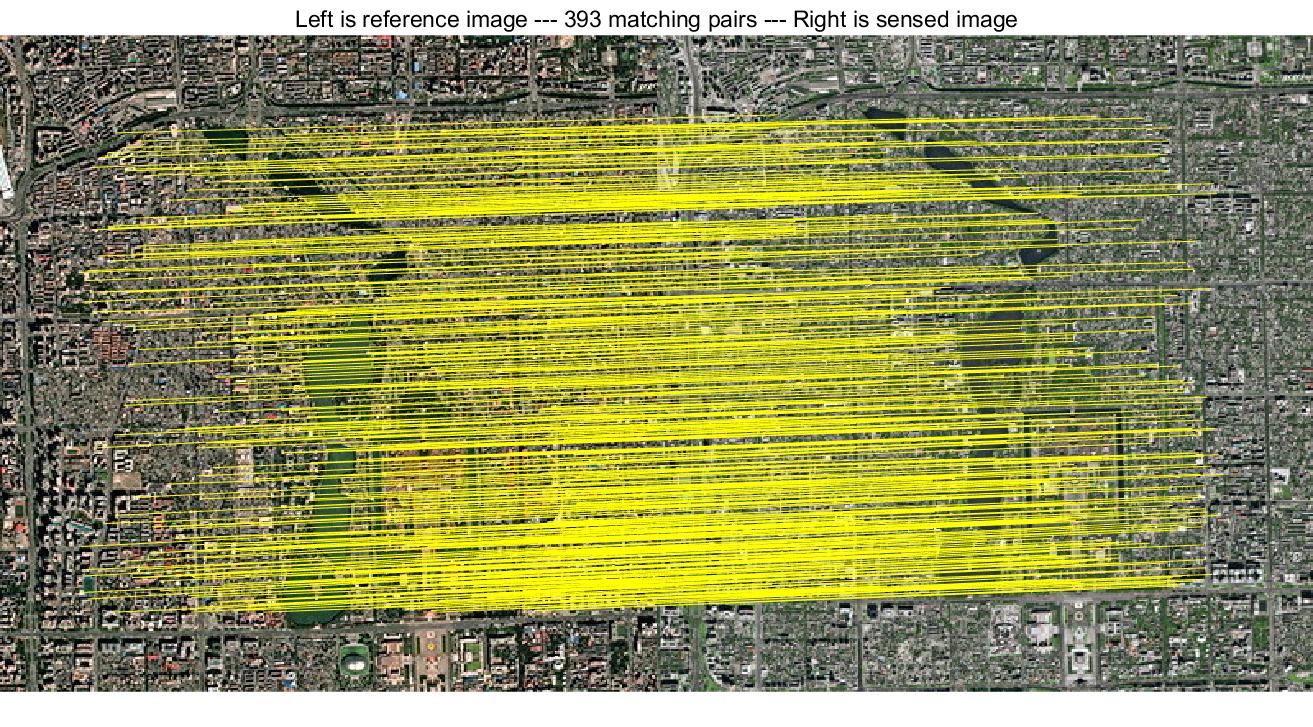 Left is reference image --- 393 matching pairs --- Right is sensed image